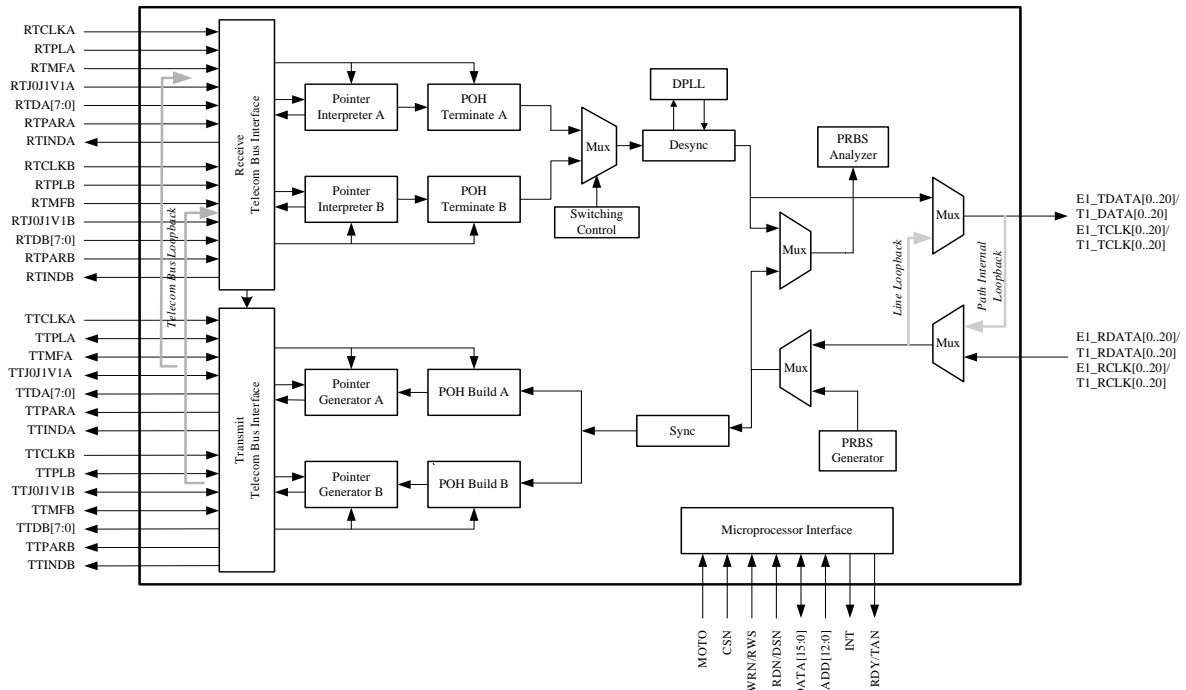 RTCLKA
RTPLA
RTMFA
RTJ0J1V1A
RTDA[7:0]
RTPARA
RTINDA
RTCLKB
RTPLB
RTMFB
RTJ0J1V1B
RTDB[7:0]
RTPARB
RTINDB
TTCLKA
TTPLA
TTMFA
TTJ0J1V1A
TTDA[7:0]
TTPARA
TTINDA
TTCLKB
TTPLB
TTJ0J1V1B
TTMFB
TTDB[7:0]
TTPARB
TTINDB
Telecom Bus Loopback
Receive
Telecom Bus Interface
Transmit
Telecom Bus Interface
Pointer
Interpreter A
POH
Terminate A
Pointer
Interpreter B
POH
Terminate B
Mux
Switching
Control
DPLL
Desync
PRBS
Analyzer
Mux
Mux
Line Loopback
Path Internal
Loopback
E1_TDATA[0..20]/
T1_DATA[0..20]
E1_TCLK[0..20]/
T1_TCLK[0..20]
Mux
Mux
E1_RDATA[0..20]/
T1_RDATA[0..20]
E1_RCLK[0..20]/
T1_RCLK[0..20]
Pointer
Generator A
POH Build A
Sync
PRBS
Generator
Pointer
Generator B
POH Build B
Microprocessor Interface
MOTO
CSN
WRN/RWS
RDN/DSN
DATA[15:0]
ADD[12:0]
INT
RDY/TAN